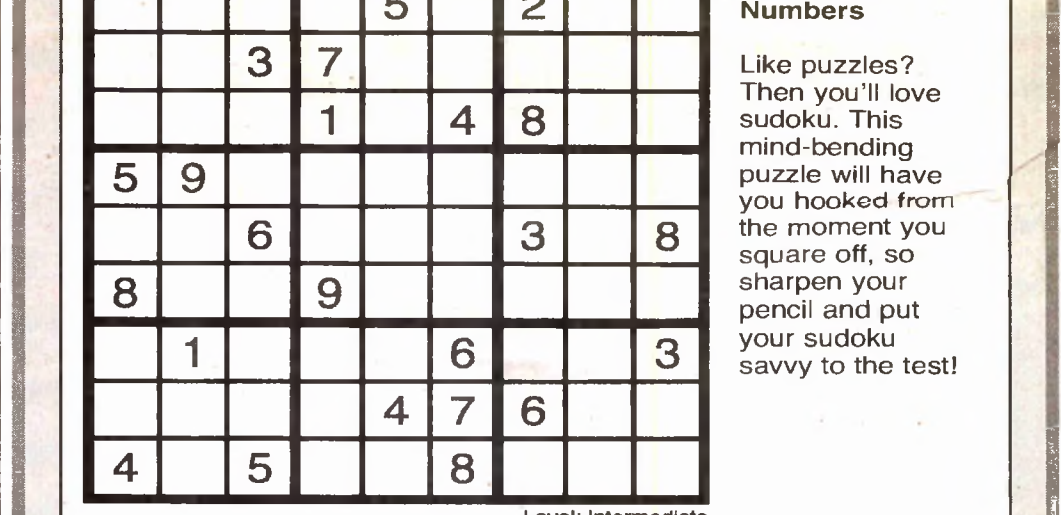 5 2
3 7
1 4 8
5 9
6 3 8
8 9
1 6 3
4 7 6
4 5 8
Level: Intermediate
Numbers
Like puzzles?
Then you'll love
sudoku. This
mind-bending
puzzle will have
you hooked from
the moment you
square off, so
sharpen your
pencil and put
your sudoku
savvy to the test!